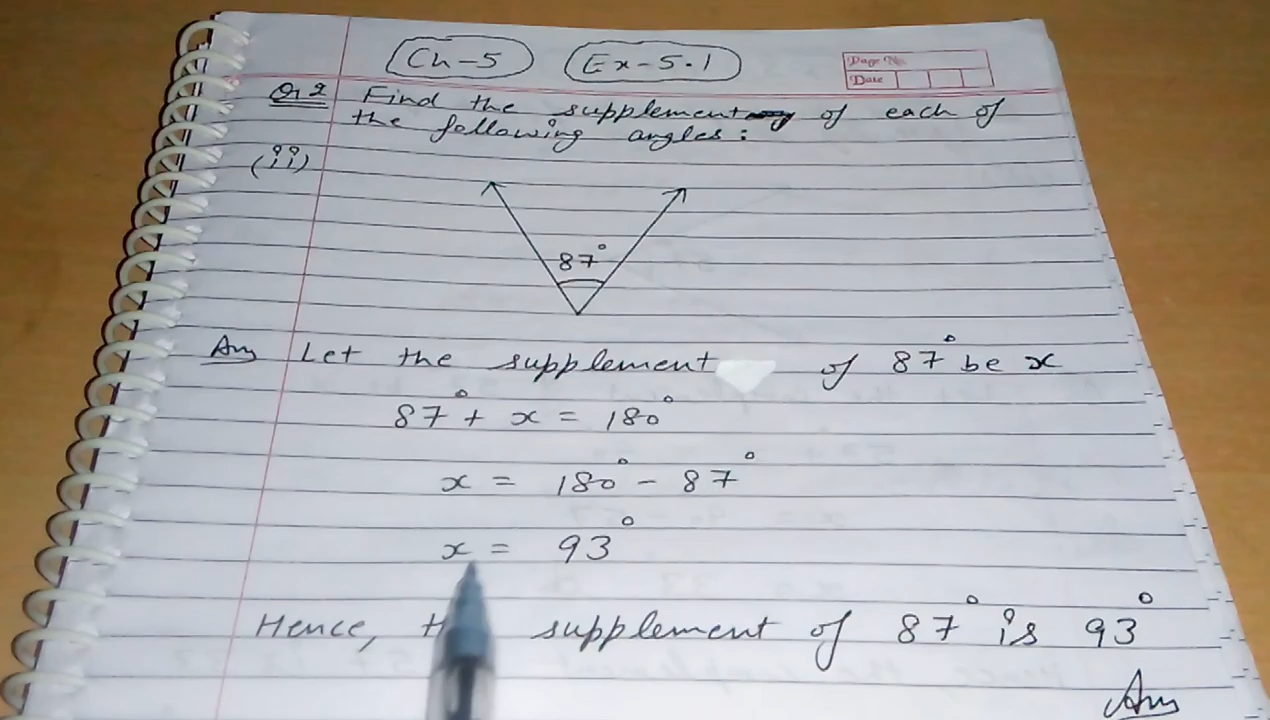 Ch-5 Ex-5.1
Page No.
Date
Qn 2 Find the supplement of each of
the following angles:
(ii)
87°
Ans Let the supplement of 87° be x
87° + x = 180°
x = 180° - 87°
x = 93°
Hence, supplement of 87° is 93°
Ans